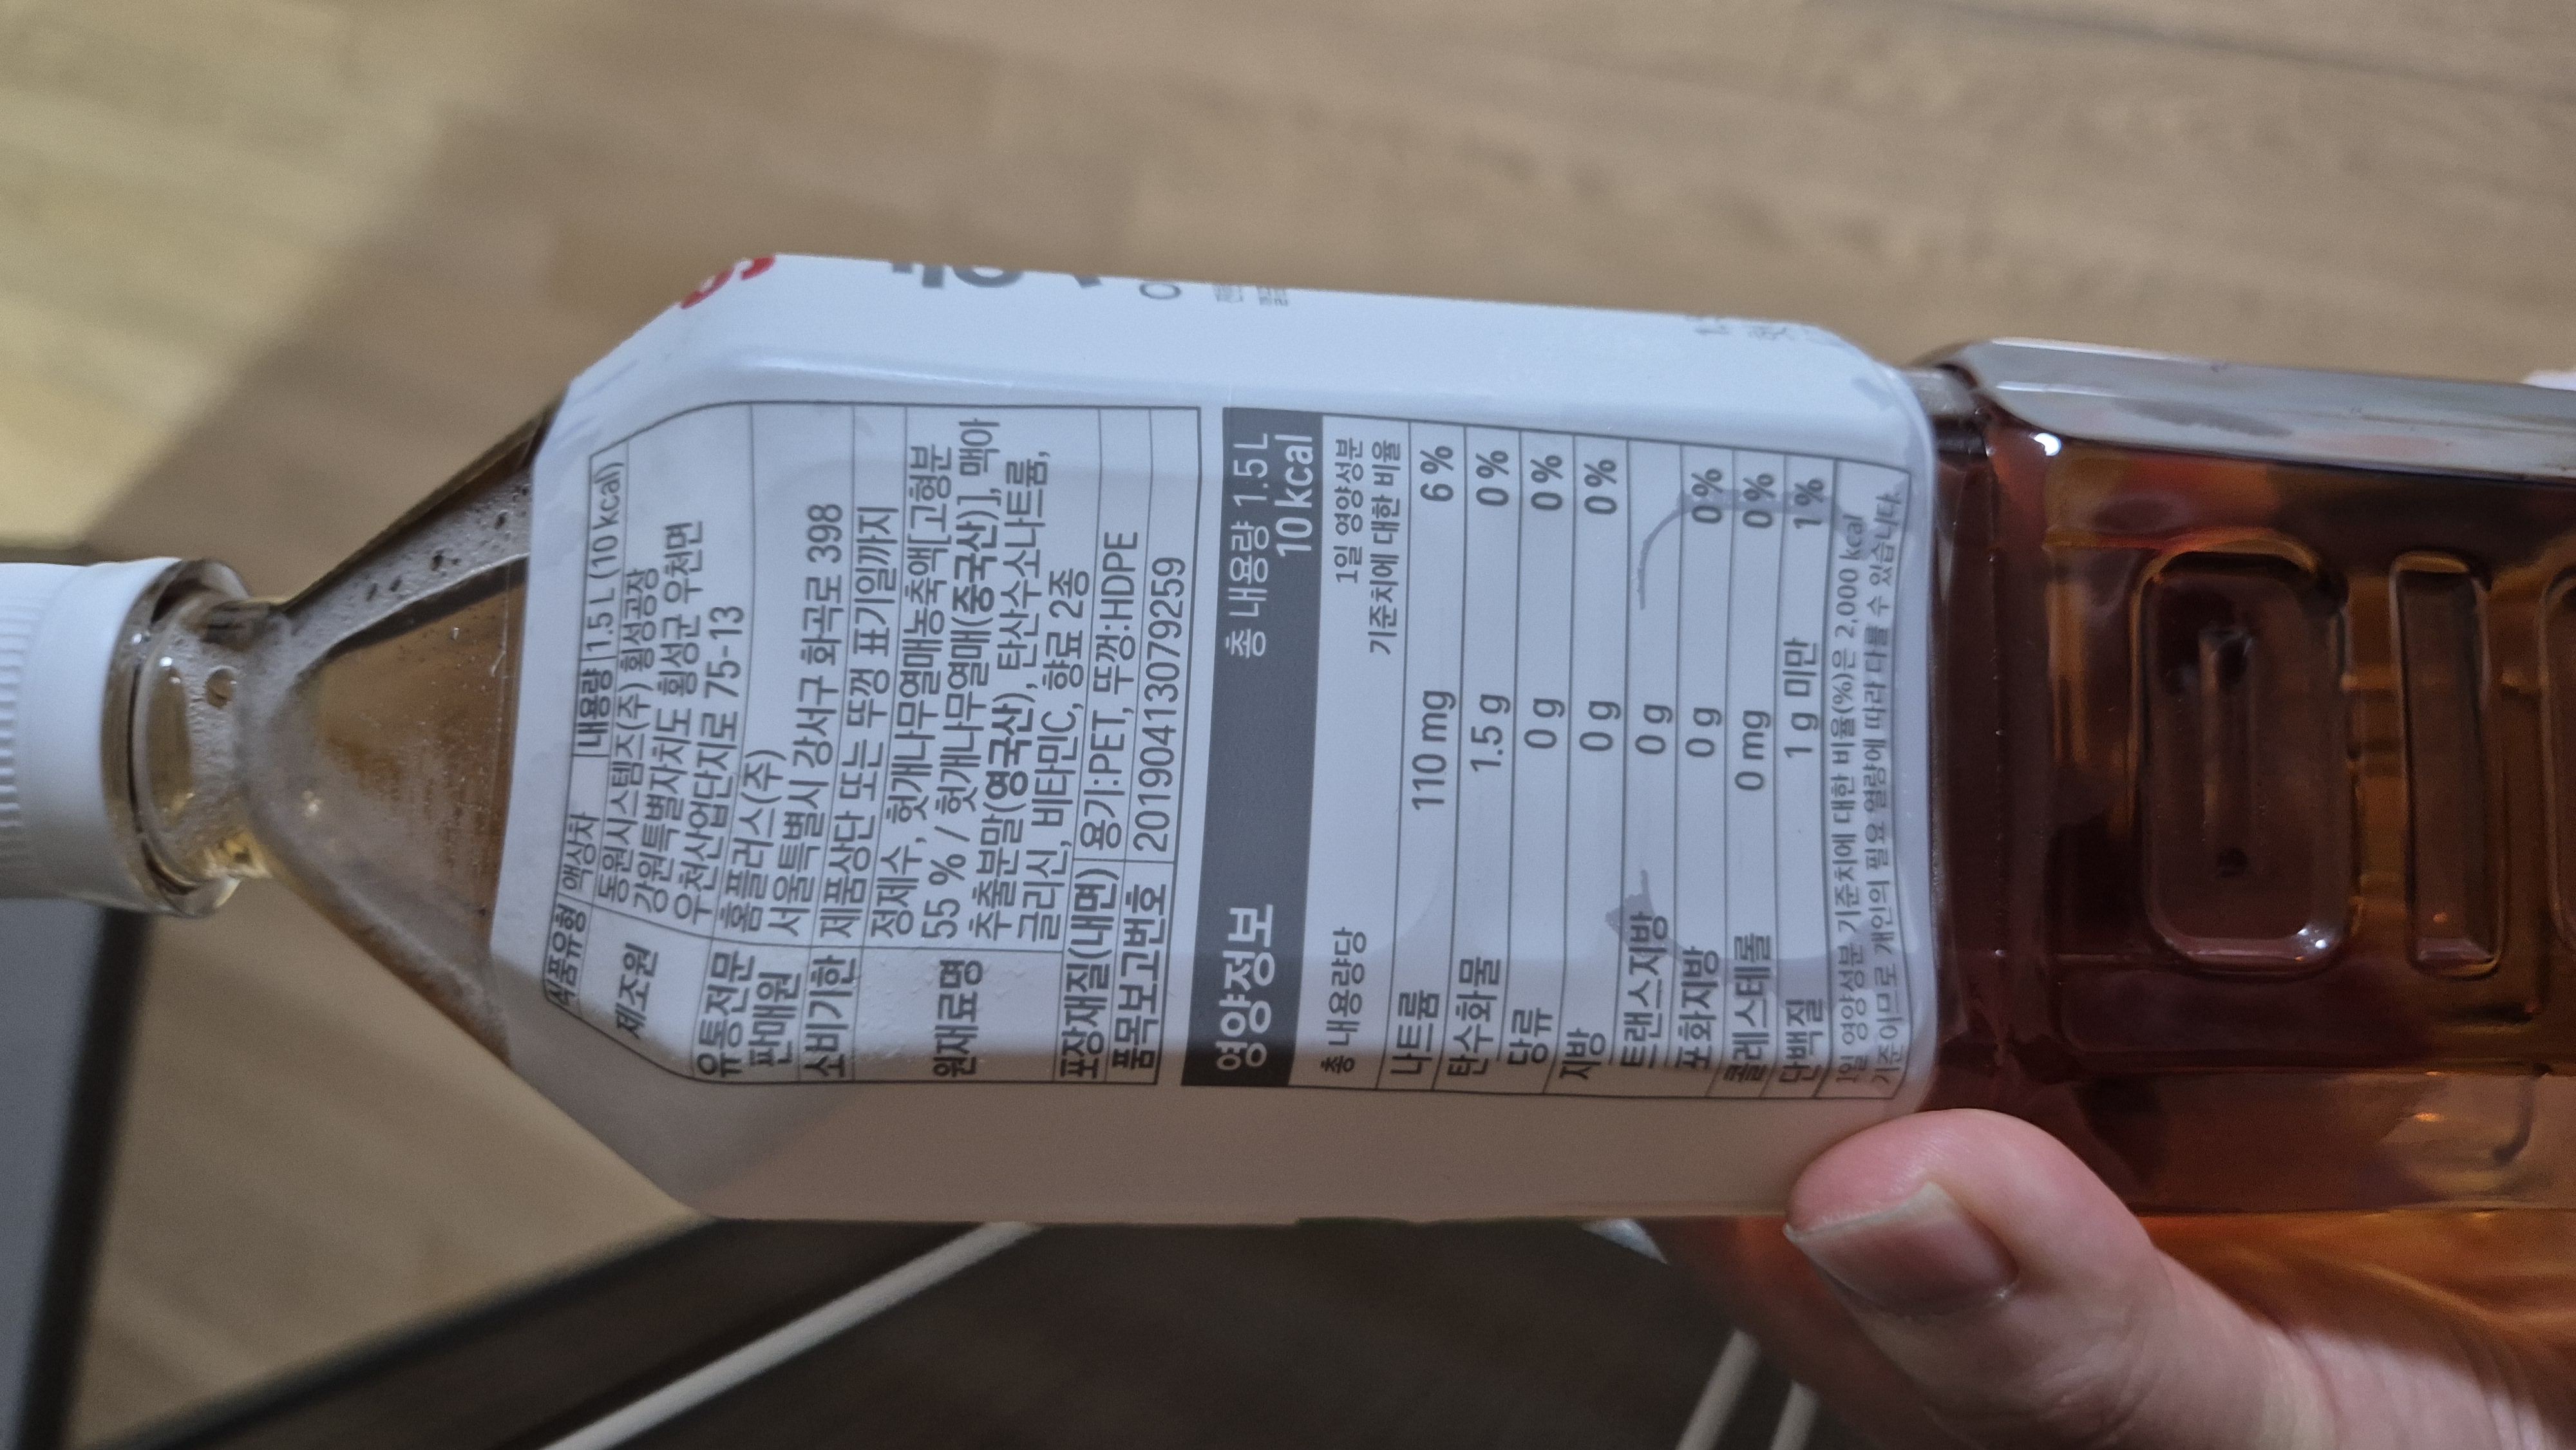 식품유형 액상차 내용량 1.5 L (10 kcal)
제조원 동원시스템즈(주) 횡성공장
강원특별자치도 횡성군 우천면
우천산업단지로 75-13
유통전문판매원 홈플러스(주)
서울특별시 강서구 화곡로 398
소비기한 제품상단 또는 뚜껑 표기일까지
원재료명 정제수, 헛개나무열매농축액[고형분
55 % / 헛개나무열매(중국산)], 맥아
추출분말(영국산), 탄산수소나트륨,
글리신, 비타민C, 향료 2종
포장재질(내면) 용기:PET, 뚜껑:HDPE
품목보고번호 20190413079259
영양정보 총 내용량 1.5 L
10 kcal
총 내용량당 1일 영양성분
기준치에 대한 비율
나트륨 110 mg 6 %
탄수화물 1.5 g 0 %
당류 0 g 0 %
지방 0 g 0 %
트랜스지방 0 g
포화지방 0 g 0 %
콜레스테롤 0 mg 0 %
단백질 1 g 미만 1 %
1일 영양성분 기준치에 대한 비율(%)은 2,000 kcal
기준이므로 개인의 필요 열량에 따라 다를 수 있습니다.